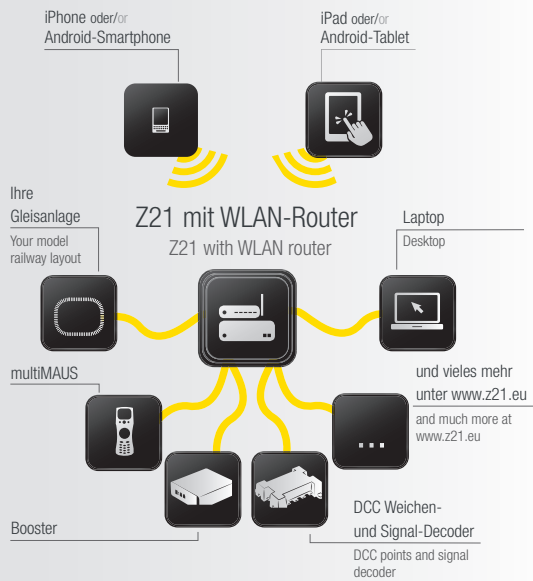 iPhone oder/or
Android-Smartphone
iPad oder/or
Android-Tablet
Ihre
Gleisanlage
Your model
railway layout
Z21 mit WLAN-Router
Z21 with WLAN router
Laptop
Desktop
multiMAUS
und vieles mehr
unter www.z21.eu
and much more at
www.z21.eu
Booster
DCC Weichen-
und Signal-Decoder
DCC points and signal
decoder